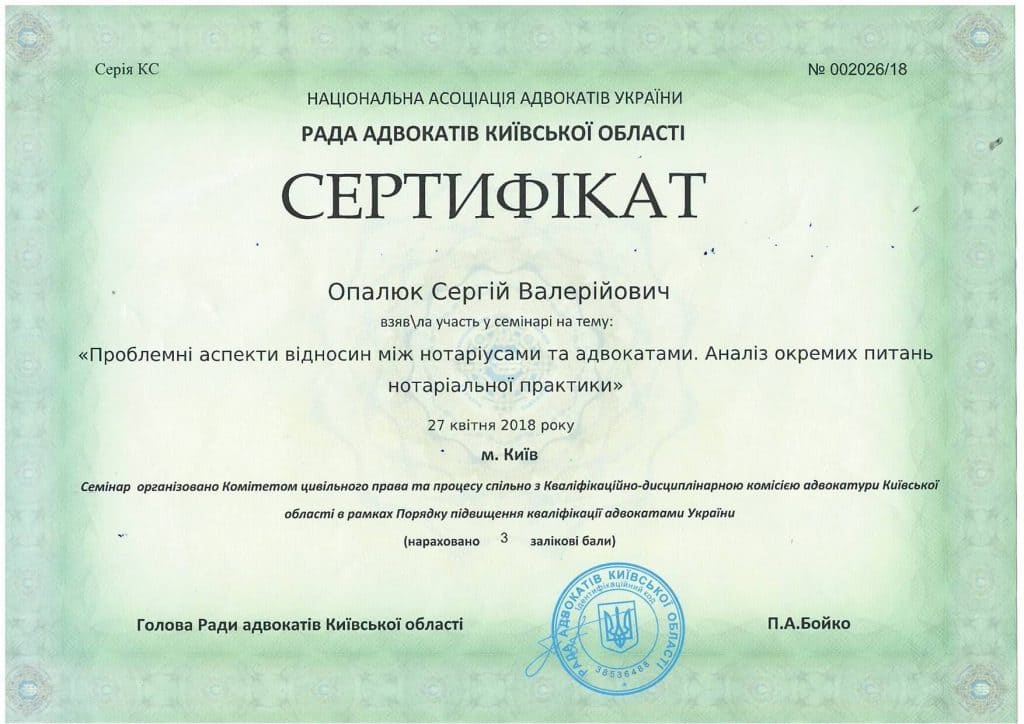 Серія КС
№ 002026/18
НАЦІОНАЛЬНА АСОЦІАЦІЯ АДВОКАТІВ УКРАЇНИ
РАДА АДВОКАТІВ КИЇВСЬКОЇ ОБЛАСТІ
СЕРТИФІКАТ
Опалюк Сергій Валерійович
взяв\ла участь у семінарі на тему:
«Проблемні аспекти відносин між нотаріусами та адвокатами. Аналіз окремих питань
нотаріальної практики»
27 квітня 2018 року
м. Київ
Семінар організовано Комітетом цивільного права та процесу спільно з Кваліфікаційно-дисциплінарною комісією адвокатури Київської
області в рамках Порядку підвищення кваліфікації адвокатами України
(нараховано 3 залікові бали)
Голова Ради адвокатів Київської області
П.А.Бойко
РАДА АДВОКАТІВ КИЇВСЬКОЇ ОБЛАСТІ
Ідентифікаційний код
38536488